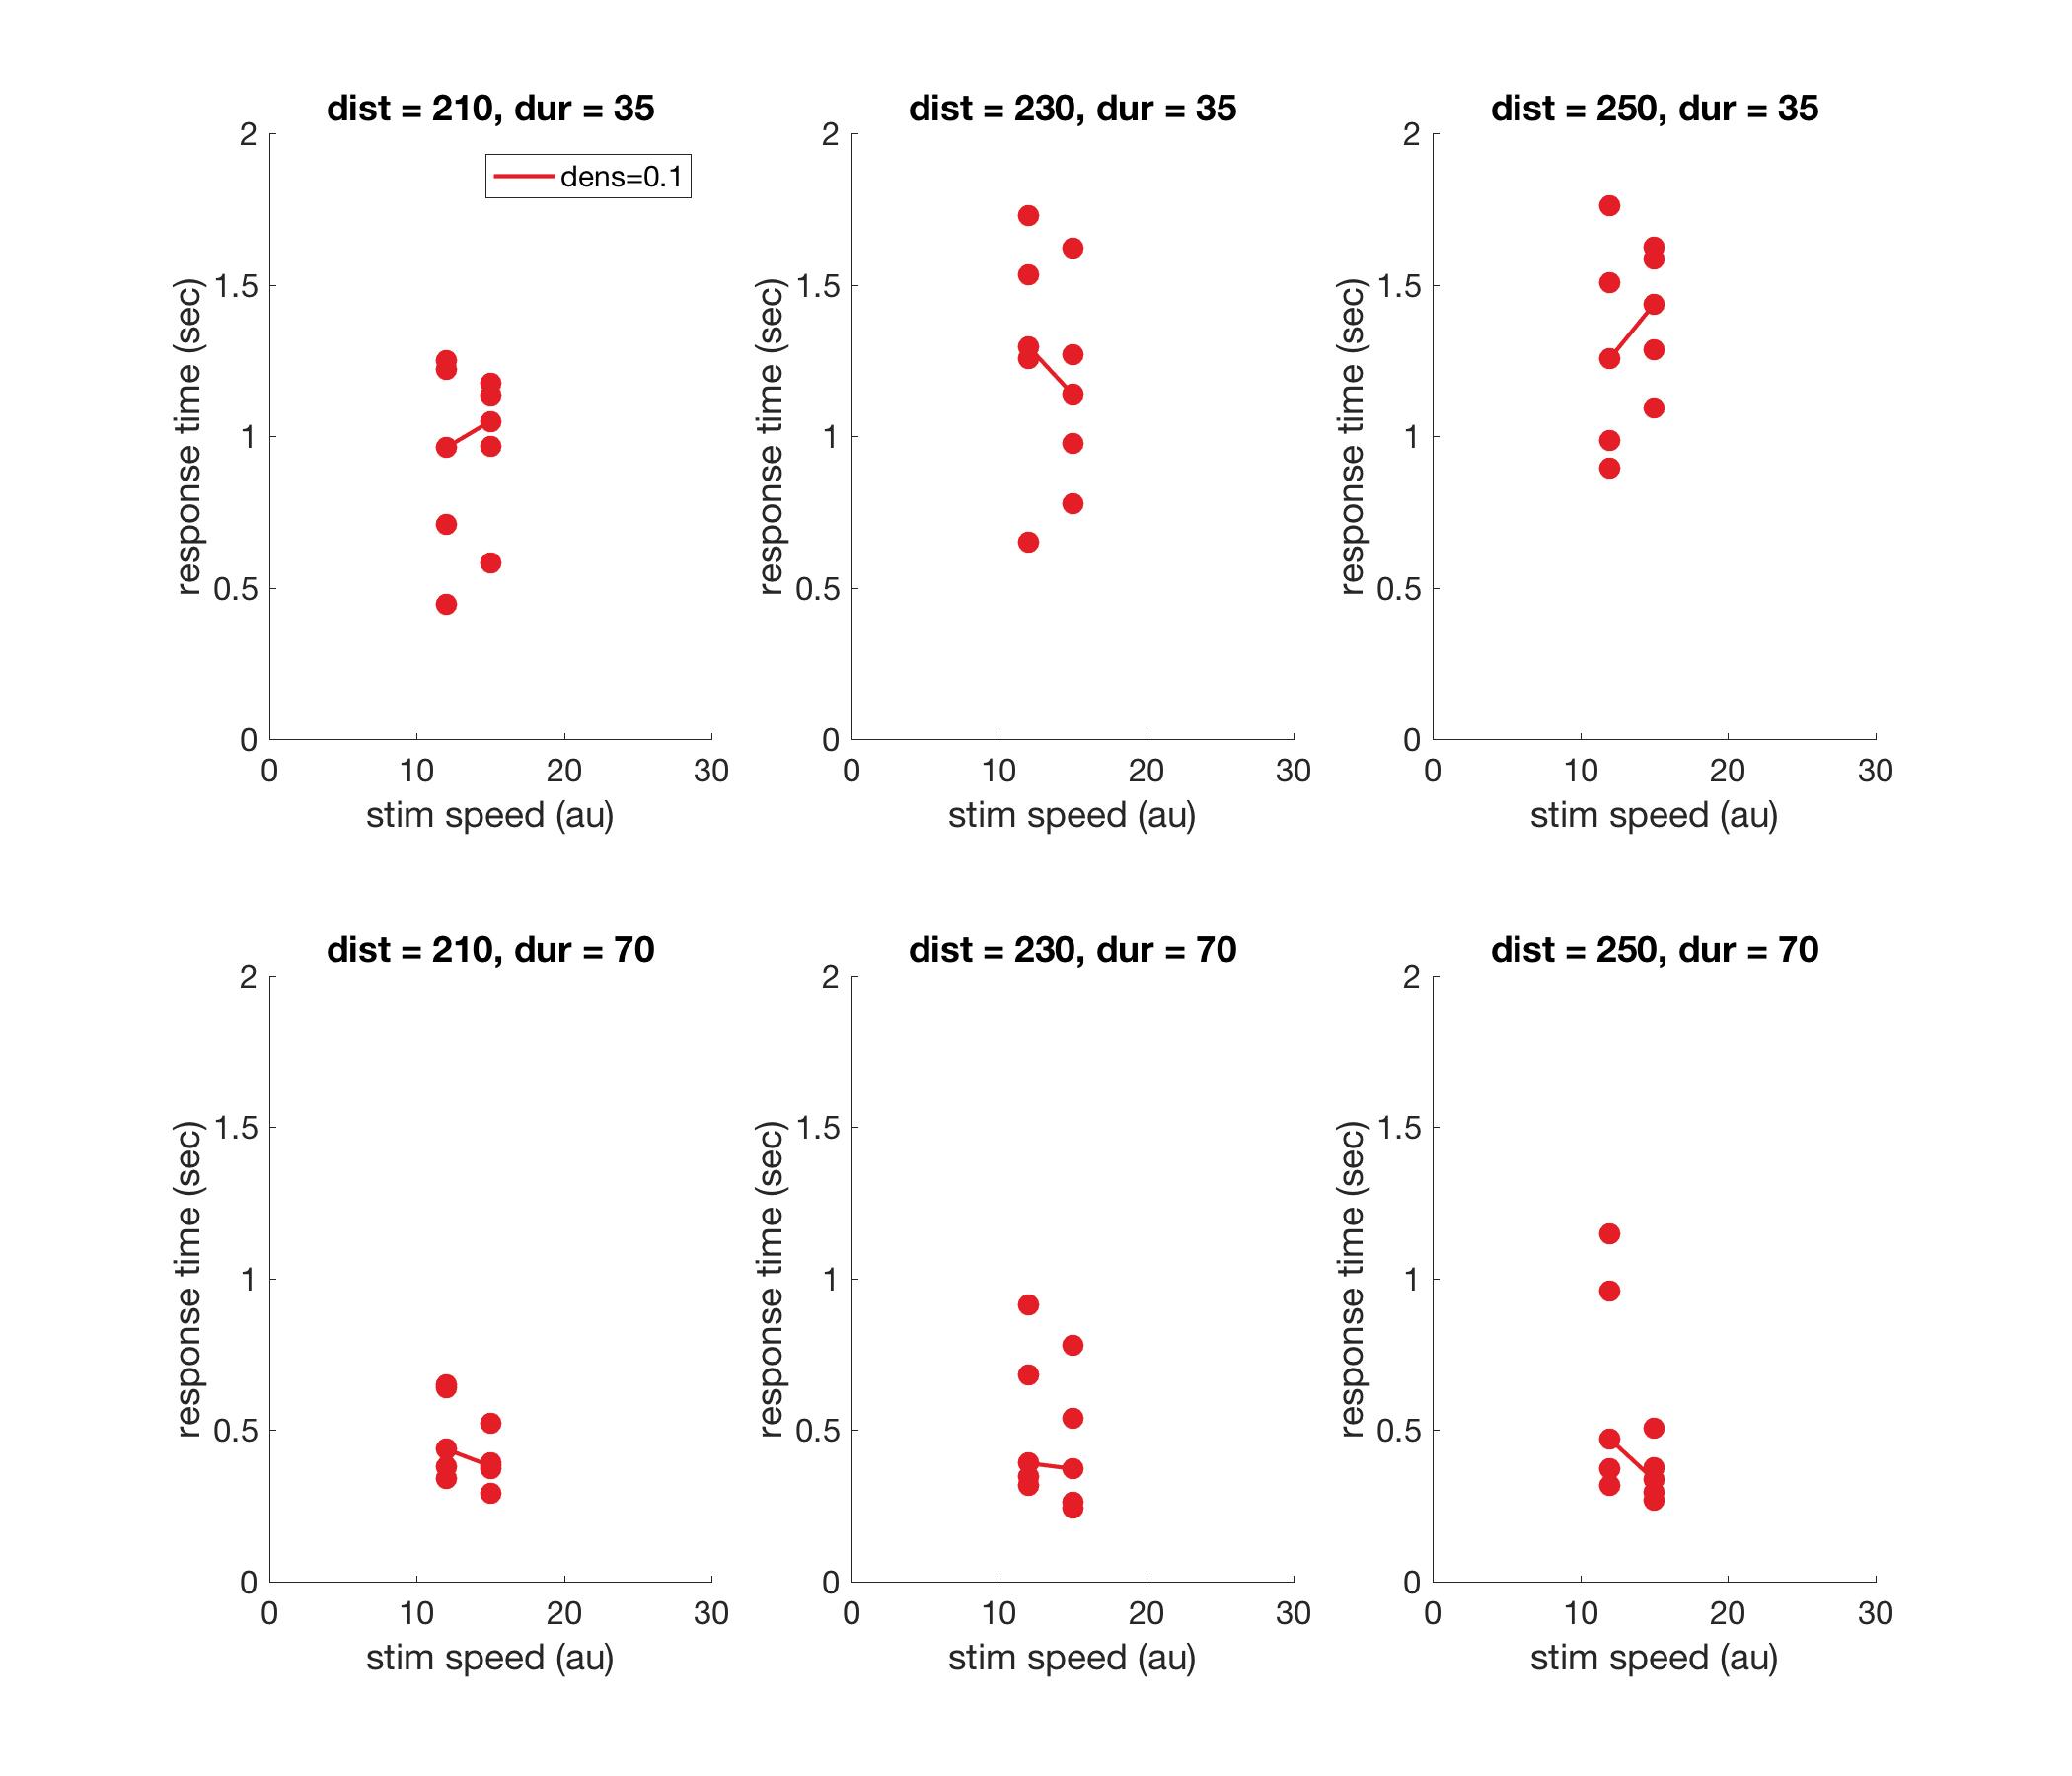 dist = 210, dur = 35
dens=0.1
2
1.5
1
0.5
0
response time (sec)
0 10 20 30
stim speed (au)
dist = 230, dur = 35
2
1.5
1
0.5
0
response time (sec)
0 10 20 30
stim speed (au)
dist = 250, dur = 35
2
1.5
1
0.5
0
response time (sec)
0 10 20 30
stim speed (au)
dist = 210, dur = 70
2
1.5
1
0.5
0
response time (sec)
0 10 20 30
stim speed (au)
dist = 230, dur = 70
2
1.5
1
0.5
0
response time (sec)
0 10 20 30
stim speed (au)
dist = 250, dur = 70
2
1.5
1
0.5
0
response time (sec)
0 10 20 30
stim speed (au)